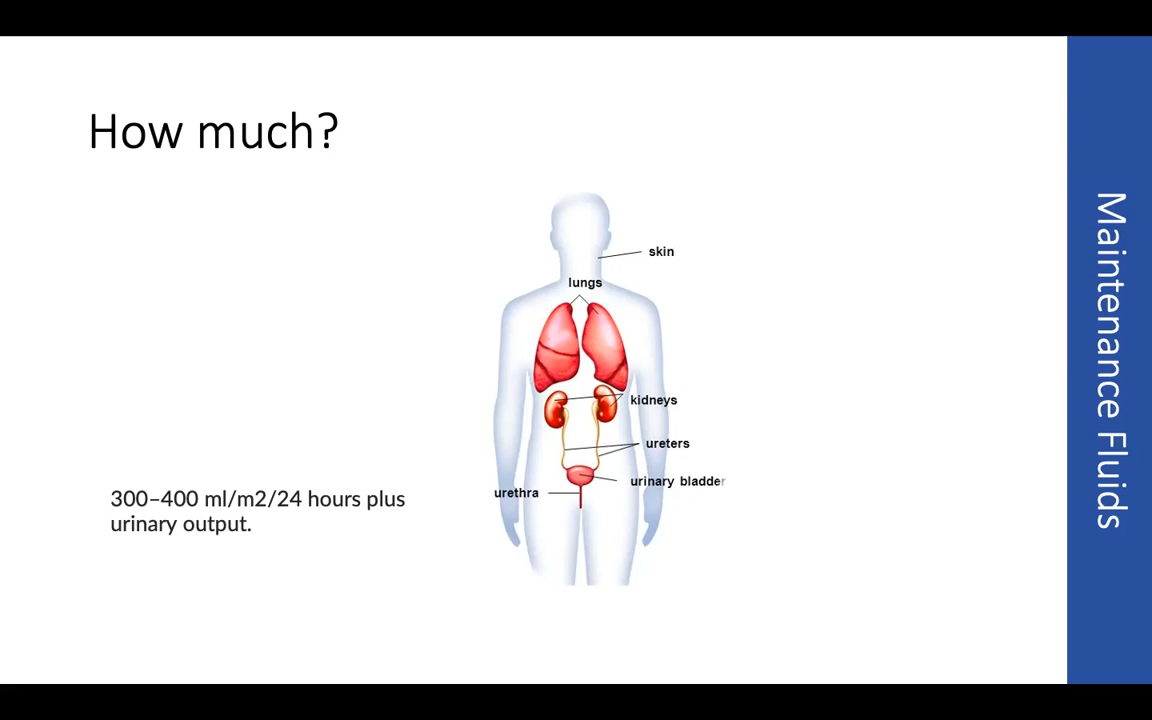 How much?
skin
lungs
kidneys
ureters
urinary bladder
urethra
300–400 ml/m2/24 hours plus
urinary output.
Maintenance Fluids